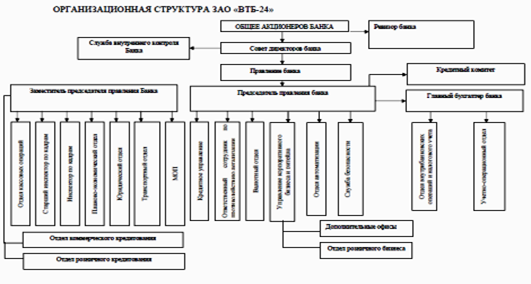 ОРГАНИЗАЦИОННАЯ СТРУКТУРА ЗАО «ВТБ-24»
ОБЩЕЕ АКЦИОНЕРОВ БАНКА
Ревизор банка
Служба внутреннего контроля
Банка
Совет директоров банка
Правление банка
Кредитный комитет
Заместитель председателя правления Банка
Председатель правления банка
Главный бухгалтер банка
Отдел кассовых операций
Старший инспектор по кадрам
Инспектор по кадрам
Планово-экономический отдел
Юридический отдел
Транспортный отдел
МОП
Кредитное управление
Ответственный сотрудник по
Валютный отдел
Управление корпоративного
бизнеса и
Отдел автоматизации
Служба безопасности
Отдел внутрибанковских
операций и налогового учета
Учетно-операционный отдел
Отдел коммерческого кредитования
Отдел розничного кредитования
Дополнительные офисы
Отдел розничного бизнеса